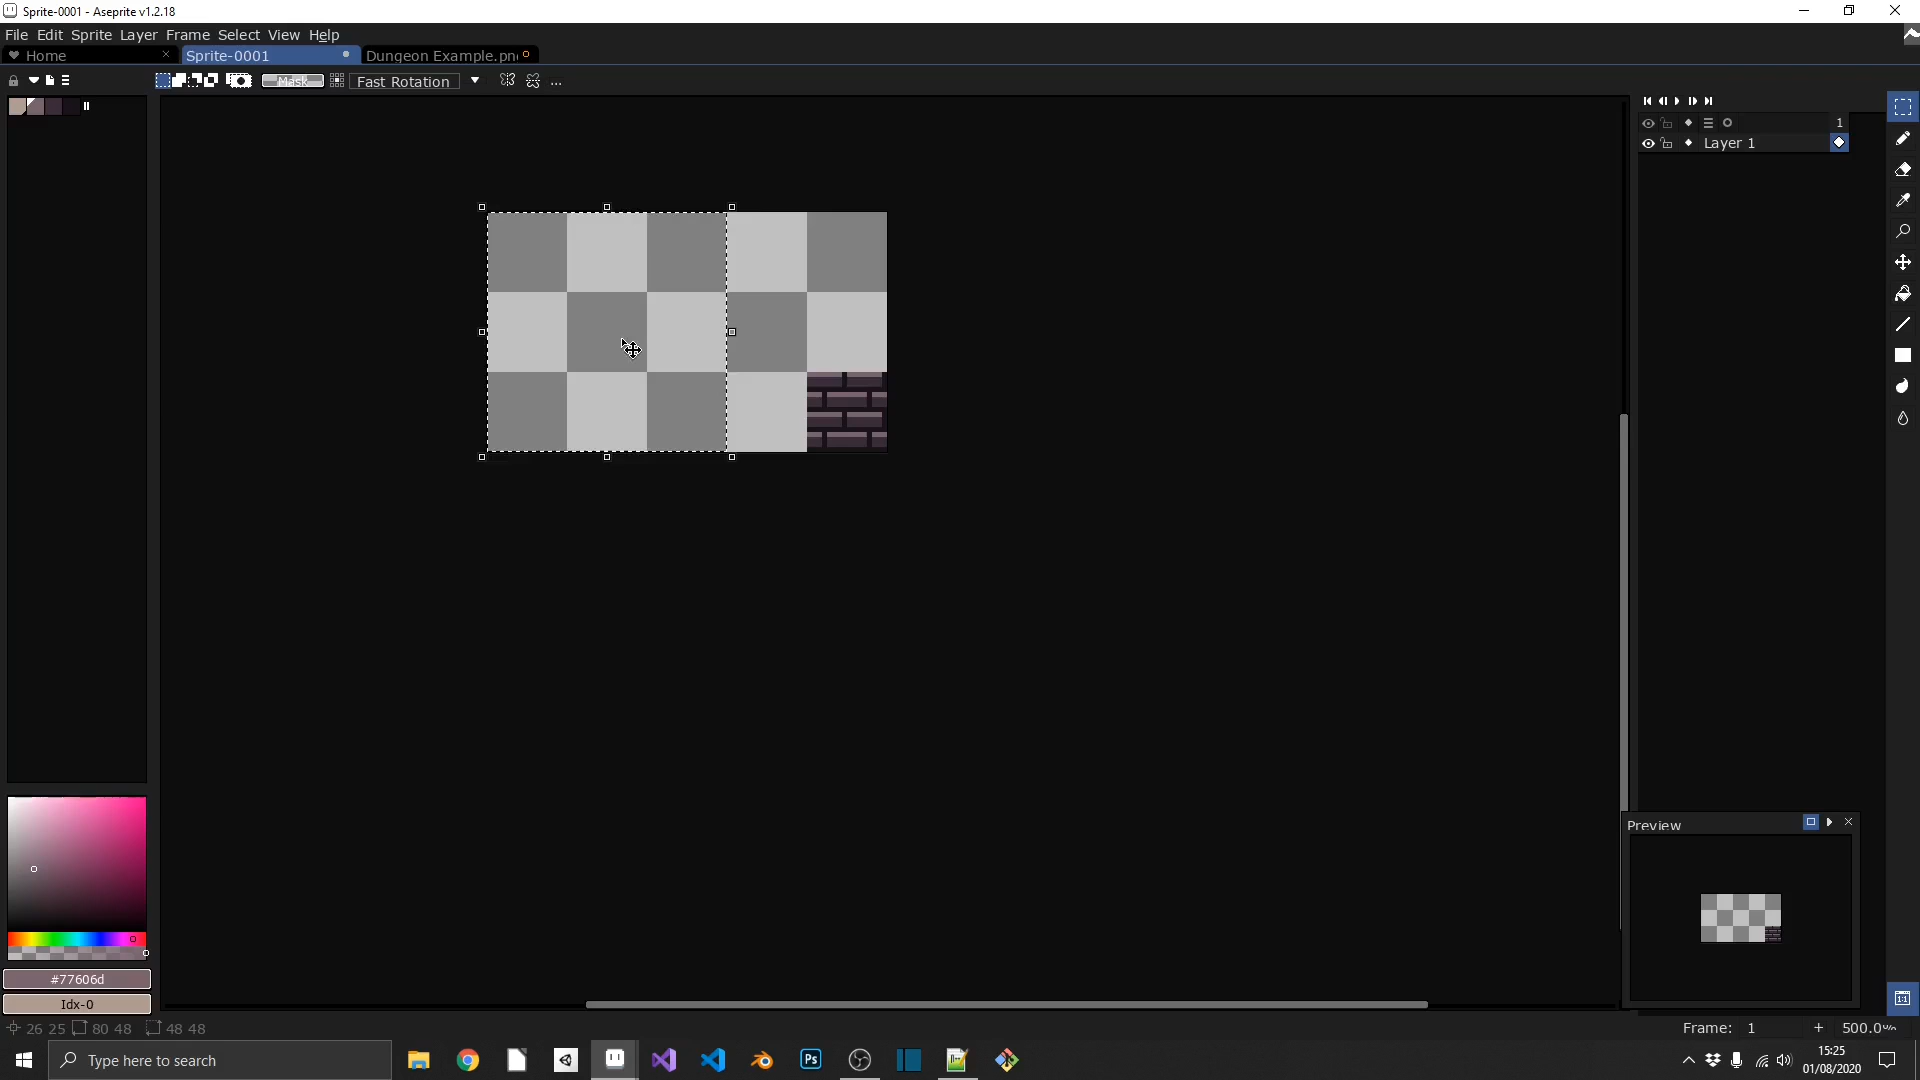 Sprite-0001 - Aseprite v1.2.18
File Edit Sprite Layer Frame Select View Help
Home
Sprite-0001
Dungeon Example.pn
Mask
Fast Rotation
...
1
Layer 1
Preview
#77606d
Idx-0
26 25
80 48
48 48
Frame: 1
+
500.0%
Type here to search
Ps
15:25
01/08/2020